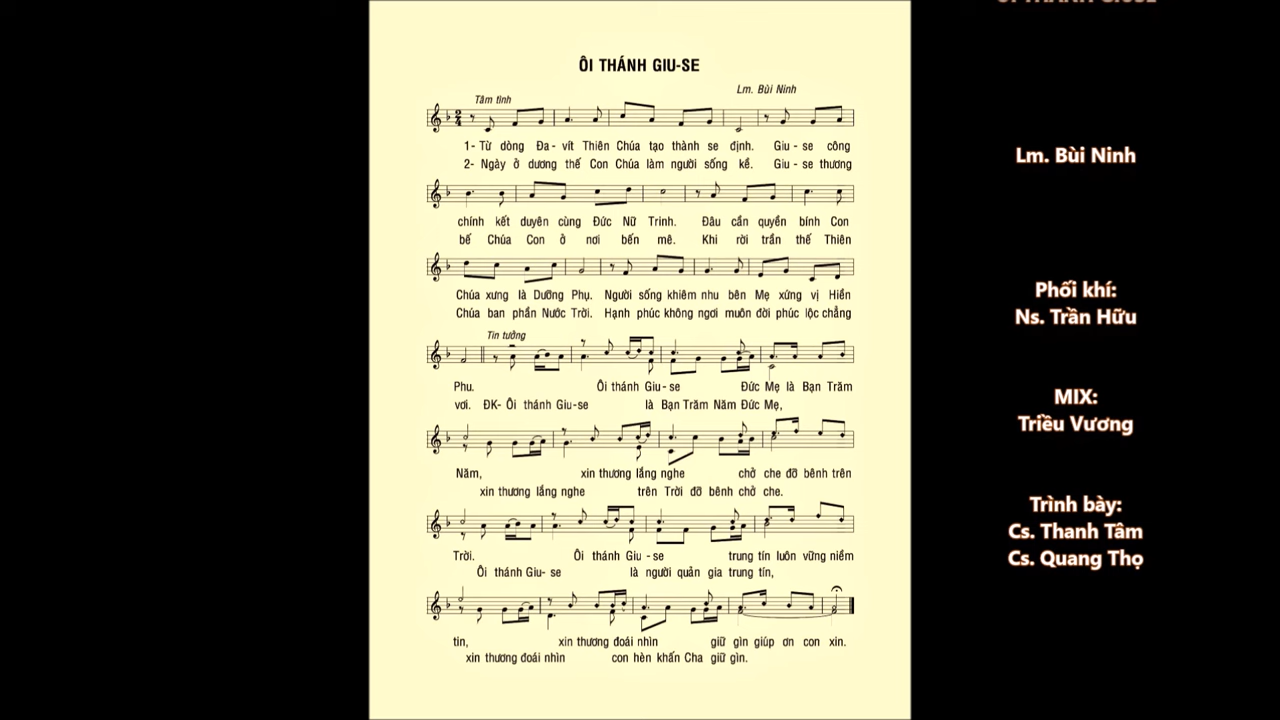 ÔI THÁNH GIU-SE
Lm. Bùi Ninh
Tâm tình
2
4
1- Từ dòng Đa - vít Thiên Chúa tạo thành se định. Giu - se công
2- Ngày ở dương thế Con Chúa làm người sống kề. Giu - se thương
chính kết duyên cùng Đức Nữ Trinh. Đâu cần quyền bính Con
bế Chúa Con ở nơi bến mê. Khi rời trần thế Thiên
Chúa xưng là Dưỡng Phụ. Người sống khiêm nhu bên Mẹ xứng vị Hiền
Chúa ban phần Nước Trời. Hạnh phúc không ngơi muôn đời phúc lộc chẳng
Tin tưởng
Phu. Ôi thánh Giu - se Đức Mẹ là Bạn Trăm
vơi. ĐK- Ôi thánh Giu - se là Bạn Trăm Năm Đức Mẹ,
Năm, xin thương lắng nghe chở che đỡ bênh trên
xin thương lắng nghe trên Trời đỡ bênh chở che.
Trời. Ôi thánh Giu - se trung tín luôn vững niềm
Ôi thánh Giu- se là người quản gia trung tín,
tin, xin thương đoái nhìn giữ gìn giúp ơn con xin.
xin thương đoái nhìn con hèn khấn Cha giữ gìn.
ÔI THÁNH GIUSE
Lm. Bùi Ninh
Phối khí:
Ns. Trần Hữu
MIX:
Triều Vương
Trình bày:
Cs. Thanh Tâm
Cs. Quang Thọ